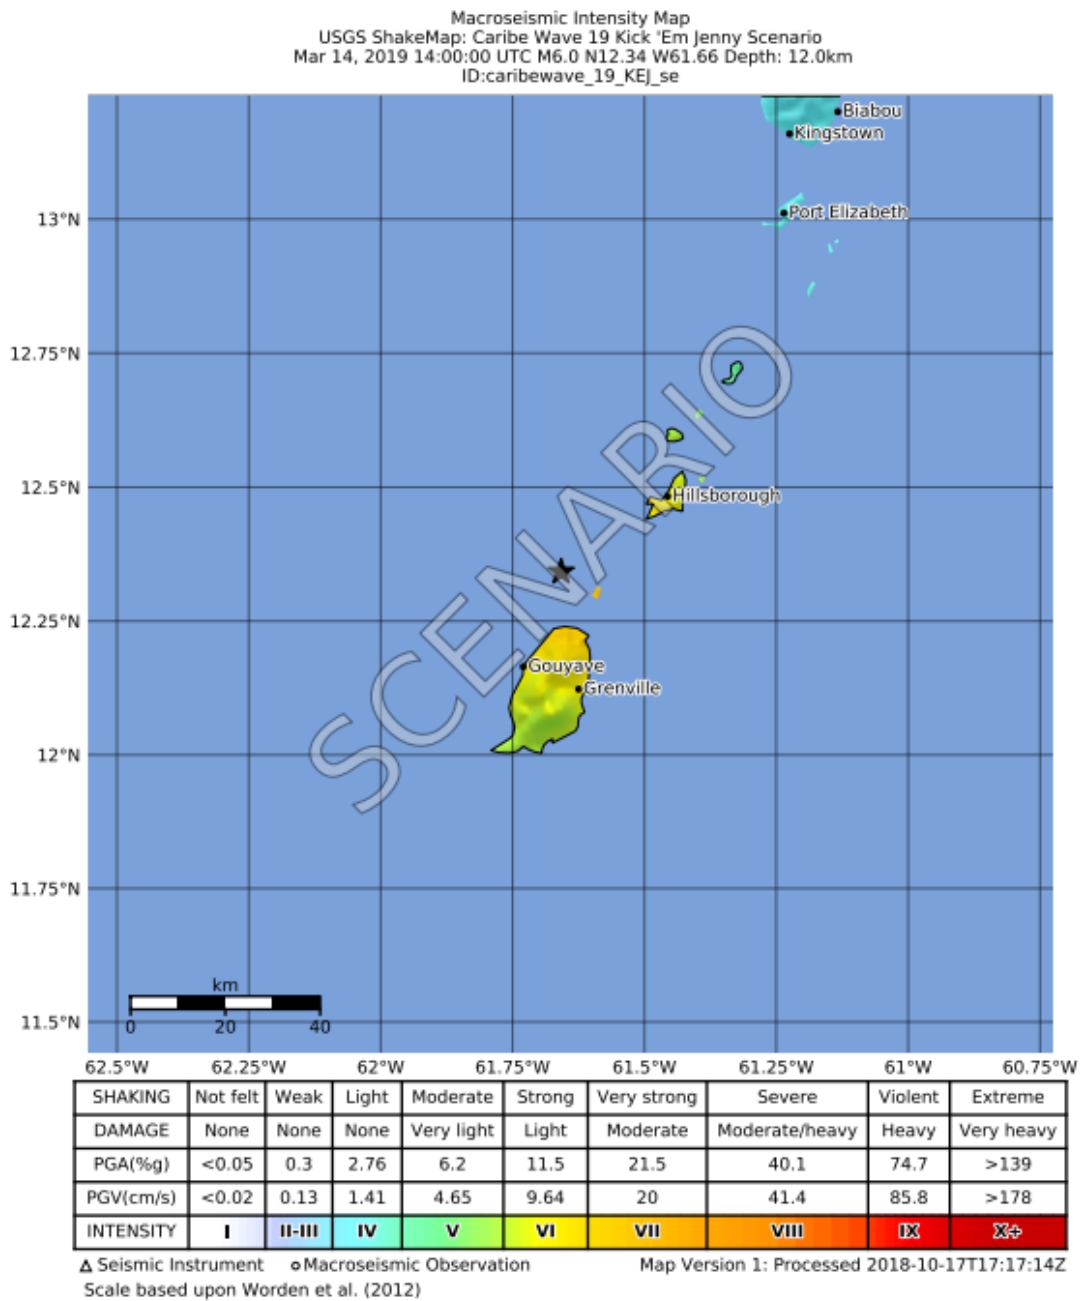 Macroseismic Intensity Map
USGS ShakeMap: Caribe Wave 19 Kick 'Em Jenny Scenario
Mar 14, 2019 14:00:00 UTC M6.0 N12.34 W61.66 Depth: 12.0km
ID:caribewave_19_KEJ_se
Biabou
Kingstown
13°N
Port Elizabeth
12.75°N
SCENARIO
12.5°N
Hillsborough
12.25°N
Gouyave
Grenville
12°N
11.75°N
km
0 20 40
11.5°N
62.5°W 62.25°W 62°W 61.75°W 61.5°W 61.25°W 61°W 60.75°W
SHAKING Not felt Weak Light Moderate Strong Very strong Severe Violent Extreme
DAMAGE None None None Very light Light Moderate Moderate/heavy Heavy Very heavy
PGA(%g) <0.05 0.3 2.76 6.2 11.5 21.5 40.1 74.7 >139
PGV(cm/s) <0.02 0.13 1.41 4.65 9.64 20 41.4 85.8 >178
INTENSITY I II-III IV V VI VII VIII IX X+
Seismic Instrument Macroseismic Observation Map Version 1: Processed 2018-10-17T17:17:14Z
Scale based upon Worden et al. (2012)